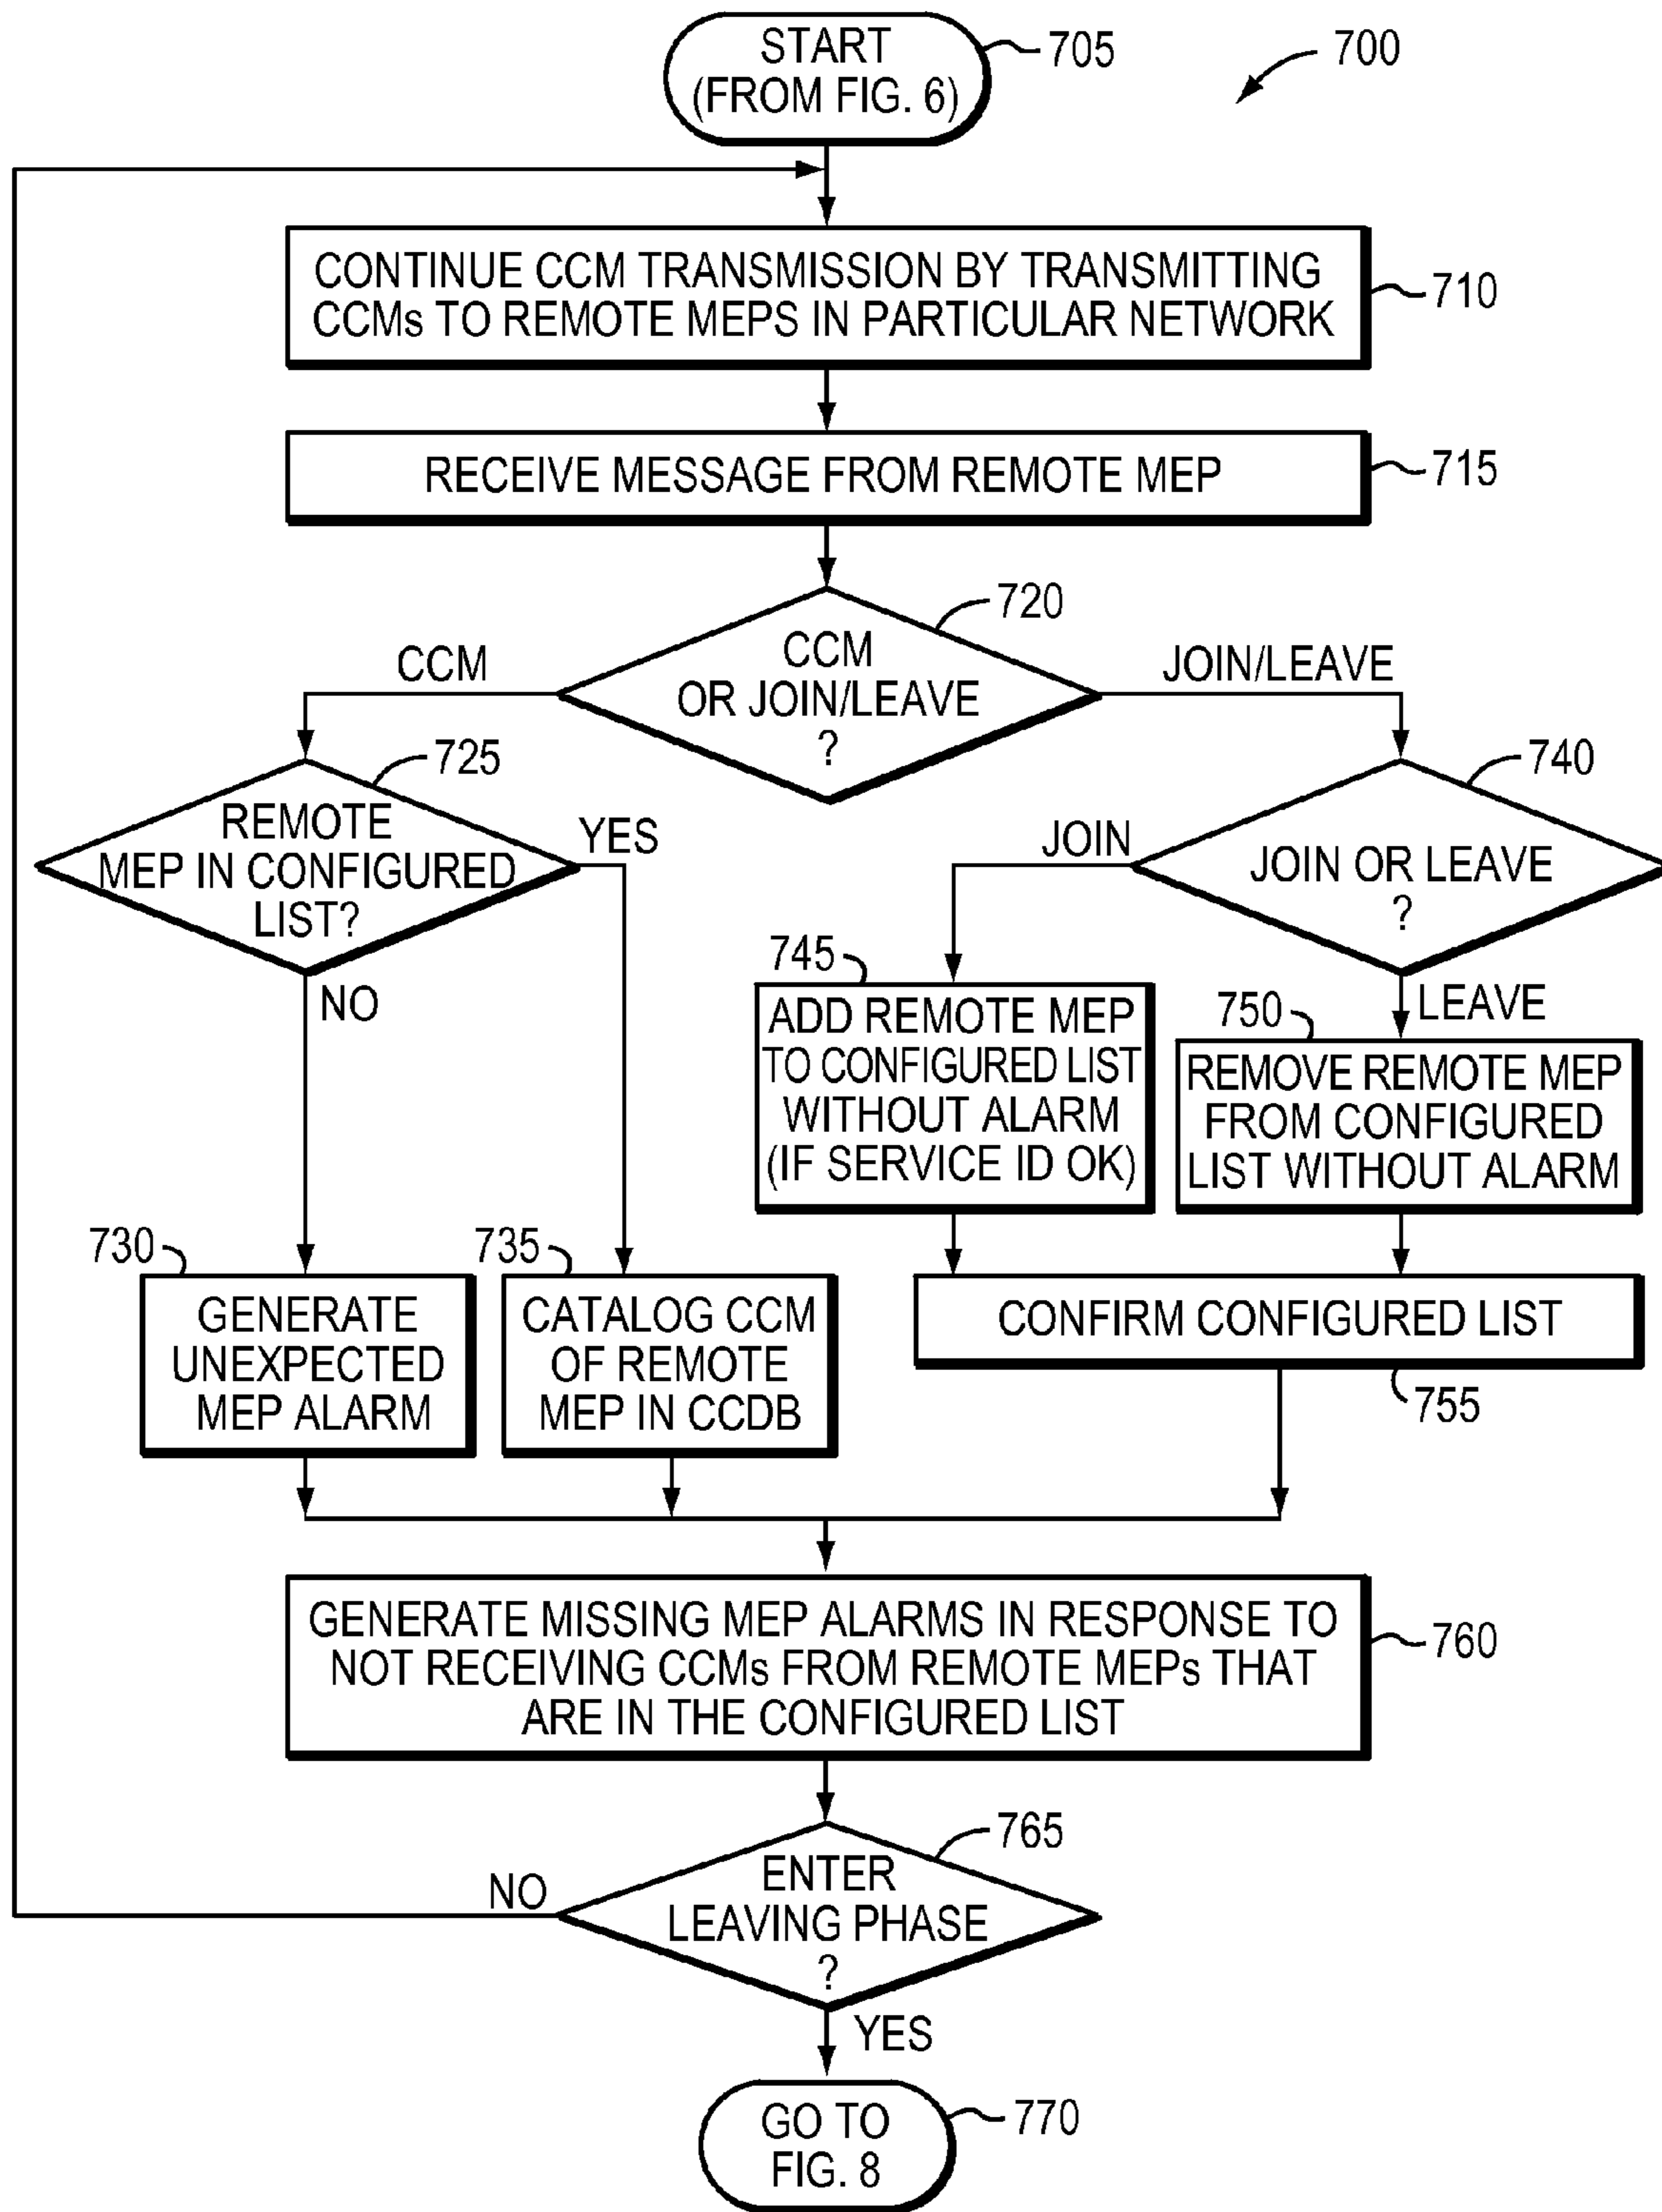 START
(FROM FIG. 6)
705
700
CONTINUE CCM TRANSMISSION BY TRANSMITTING
CCMs TO REMOTE MEPS IN PARTICULAR NETWORK
710
RECEIVE MESSAGE FROM REMOTE MEP
715
720
CCM
OR JOIN/LEAVE
?
CCM
JOIN/LEAVE
725
REMOTE
MEP IN CONFIGURED
LIST?
YES
NO
740
JOIN OR LEAVE
?
JOIN
LEAVE
745
ADD REMOTE MEP
TO CONFIGURED LIST
WITHOUT ALARM
(IF SERVICE ID OK)
750
REMOVE REMOTE MEP
FROM CONFIGURED
LIST WITHOUT ALARM
730
GENERATE
UNEXPECTED
MEP ALARM
735
CATALOG CCM
OF REMOTE
MEP IN CCDB
CONFIRM CONFIGURED LIST
755
GENERATE MISSING MEP ALARMS IN RESPONSE TO
NOT RECEIVING CCMs FROM REMOTE MEPs THAT
ARE IN THE CONFIGURED LIST
760
765
ENTER
LEAVING PHASE
?
NO
YES
GO TO
FIG. 8
770